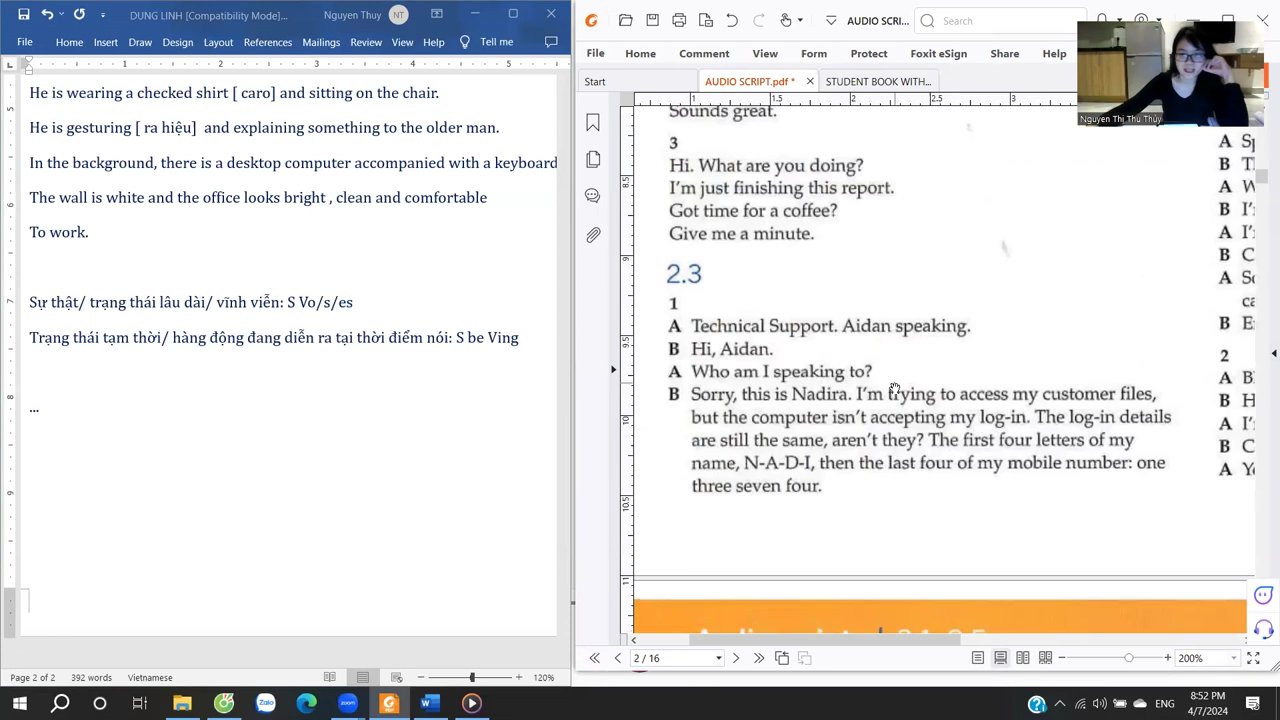 DUNG LINH [Compatibility Mode]...
Nguyen Thuy
NT
File
Home
Insert
Draw
Design
Layout
References
Mailings
Review
View
Help
Tell me
He is wearing a checked shirt [ caro] and sitting on the chair.
He is gesturing [ ra hiệu]  and explaining something to the older man.
In the background, there is a desktop computer accompanied with a keyboard
The wall is white and the office looks bright , clean and comfortable
To work.
Sự thật/ trạng thái lâu dài/ vĩnh viễn: S Vo/s/es
Trạng thái tạm thời/ hàng động đang diễn ra tại thời điểm nói: S be Ving
...
Page 2 of 2
392 words
Vietnamese
120%
AUDIO SCRI...
Search
File
Home
Comment
View
Form
Protect
Foxit eSign
Share
Help
Start
AUDIO SCRIPT.pdf *
STUDENT BOOK WITH...
Nguyen Thi Thu Thủy
Sounds great.
3
Hi. What are you doing?
I'm just finishing this report.
Got time for a coffee?
Give me a minute.
2.3
1
A Technical Support. Aidan speaking.
B Hi, Aidan.
A Who am I speaking to?
B Sorry, this is Nadira. I'm trying to access my customer files,
but the computer isn't accepting my log-in. The log-in details
are still the same, aren't they? The first four letters of my
name, N-A-D-I, then the last four of my mobile number: one
three seven four.
A
B
A
B I'
A I'
B
A
B
2
A
B
A I'
B
A
2 / 16
200%
ENG
8:52 PM
4/7/2024